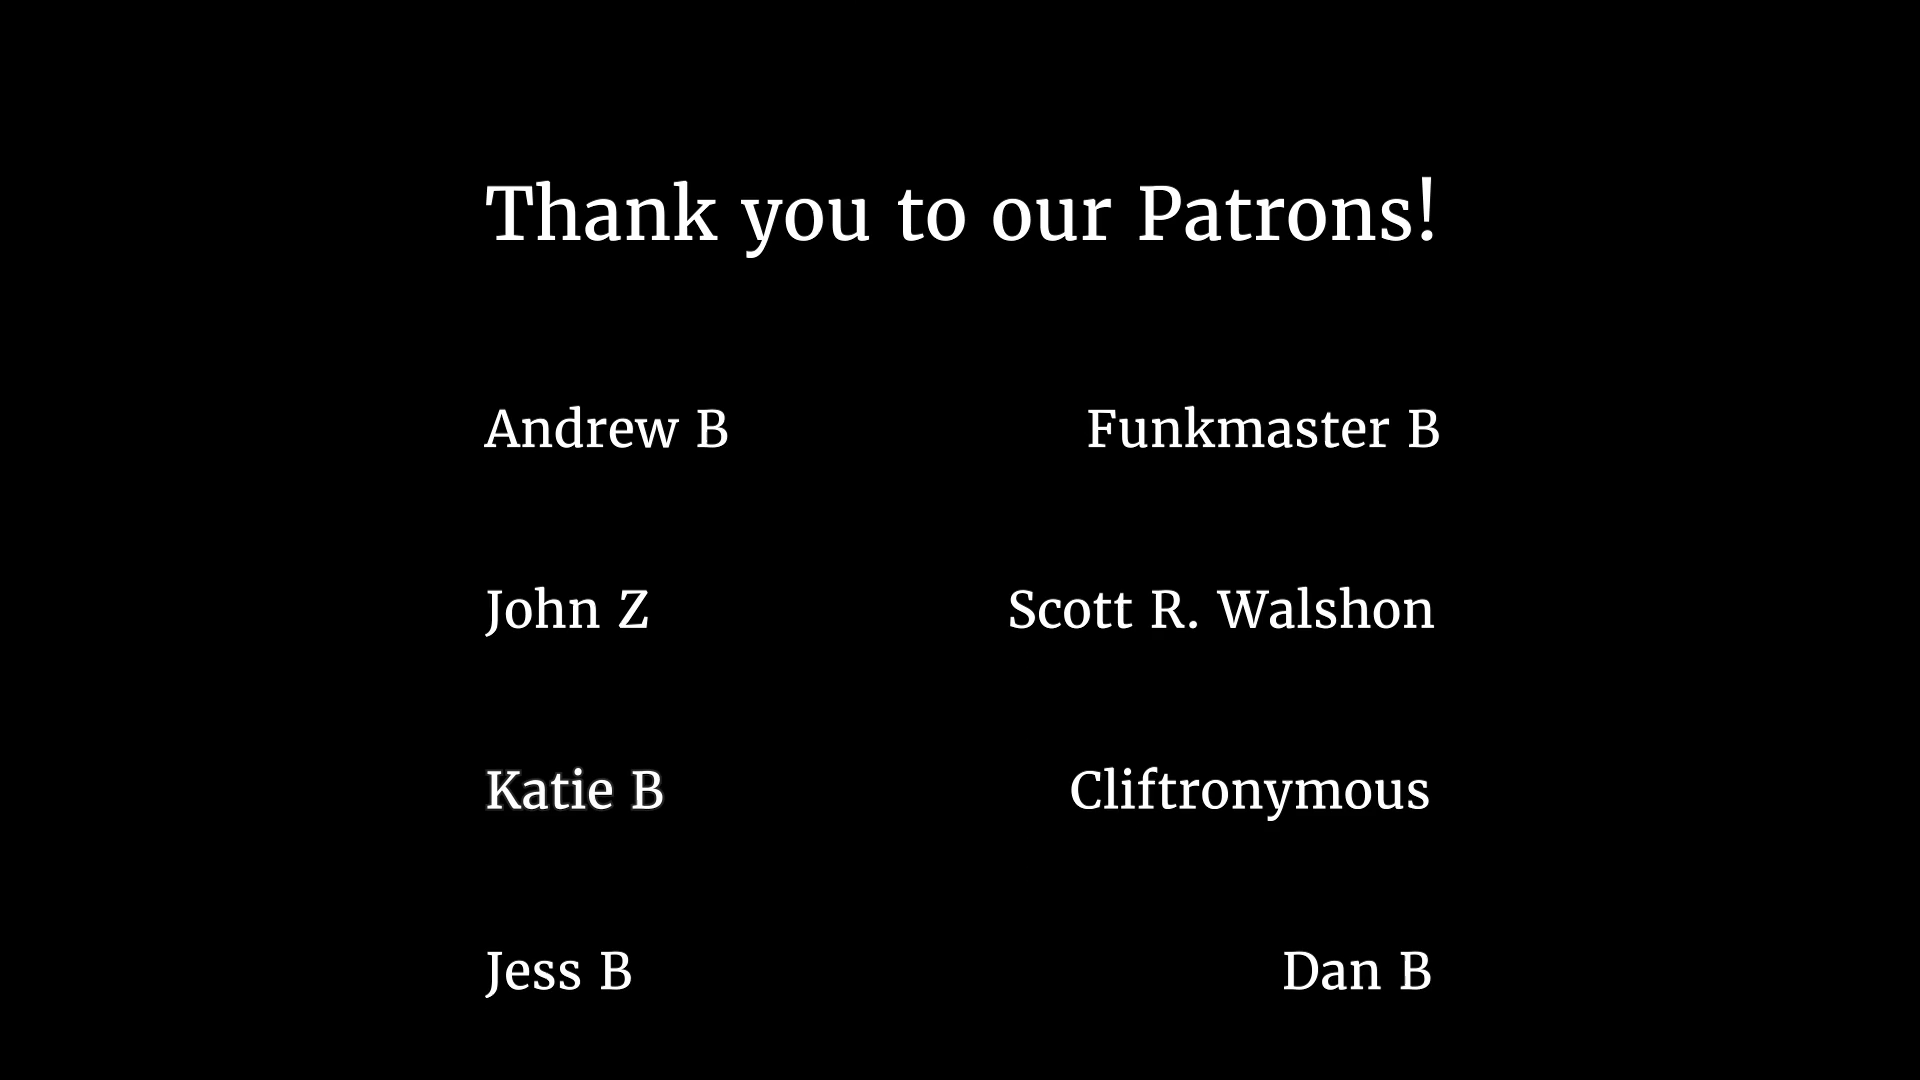 Thank you to our Patrons!
Andrew B
Funkmaster B
John Z
Scott R. Walshon
Katie B
Cliftronymous
Jess B
Dan B